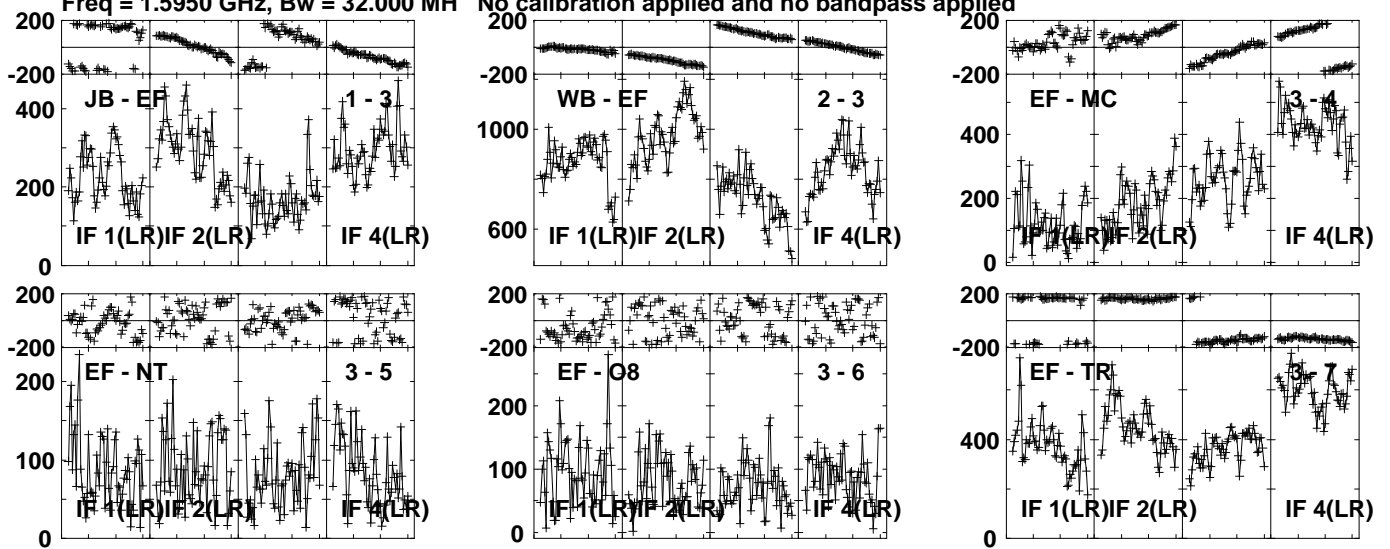 Freq = 1.5950 GHz, Bw = 32.000 MH No calibration applied and no bandpass applied
200
-200
JB - EF 1 - 3
400
200
0
IF 1(LR) IF 2(LR) IF 4(LR)
WB - EF 2 - 3
1000
600
IF 1(LR) IF 2(LR) IF 4(LR)
200
-200
EF - MC 3 - 4
400
200
0
IF 1(LR) IF 2(LR) IF 4(LR)
200
-200
EF - NT 3 - 5
200
100
0
IF 1(LR) IF 2(LR) IF 4(LR)
200
-200
EF - O8 3 - 6
200
100
0
IF 1(LR) IF 2(LR) IF 4(LR)
200
-200
EF - TR 3 - 7
400
0
IF 1(LR) IF 2(LR) IF 4(LR)